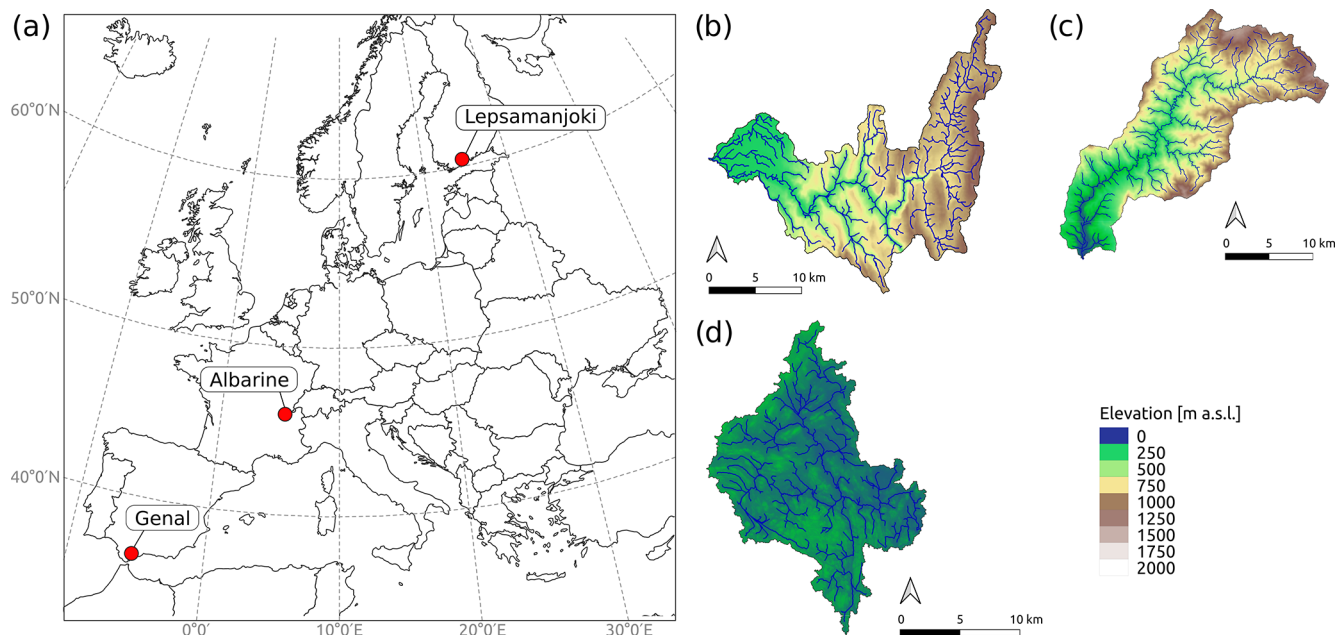 (a)
60°0′N
50°0′N
40°0′N
0°0′
10°0′E
20°0′E
30°0′E
Lepsamanjoki
Albarine
Genal
(b)
0 5 10 km
(c)
0 5 10 km
(d)
0 5 10 km
Elevation [m a.s.l.]
0
250
500
750
1000
1250
1500
1750
2000